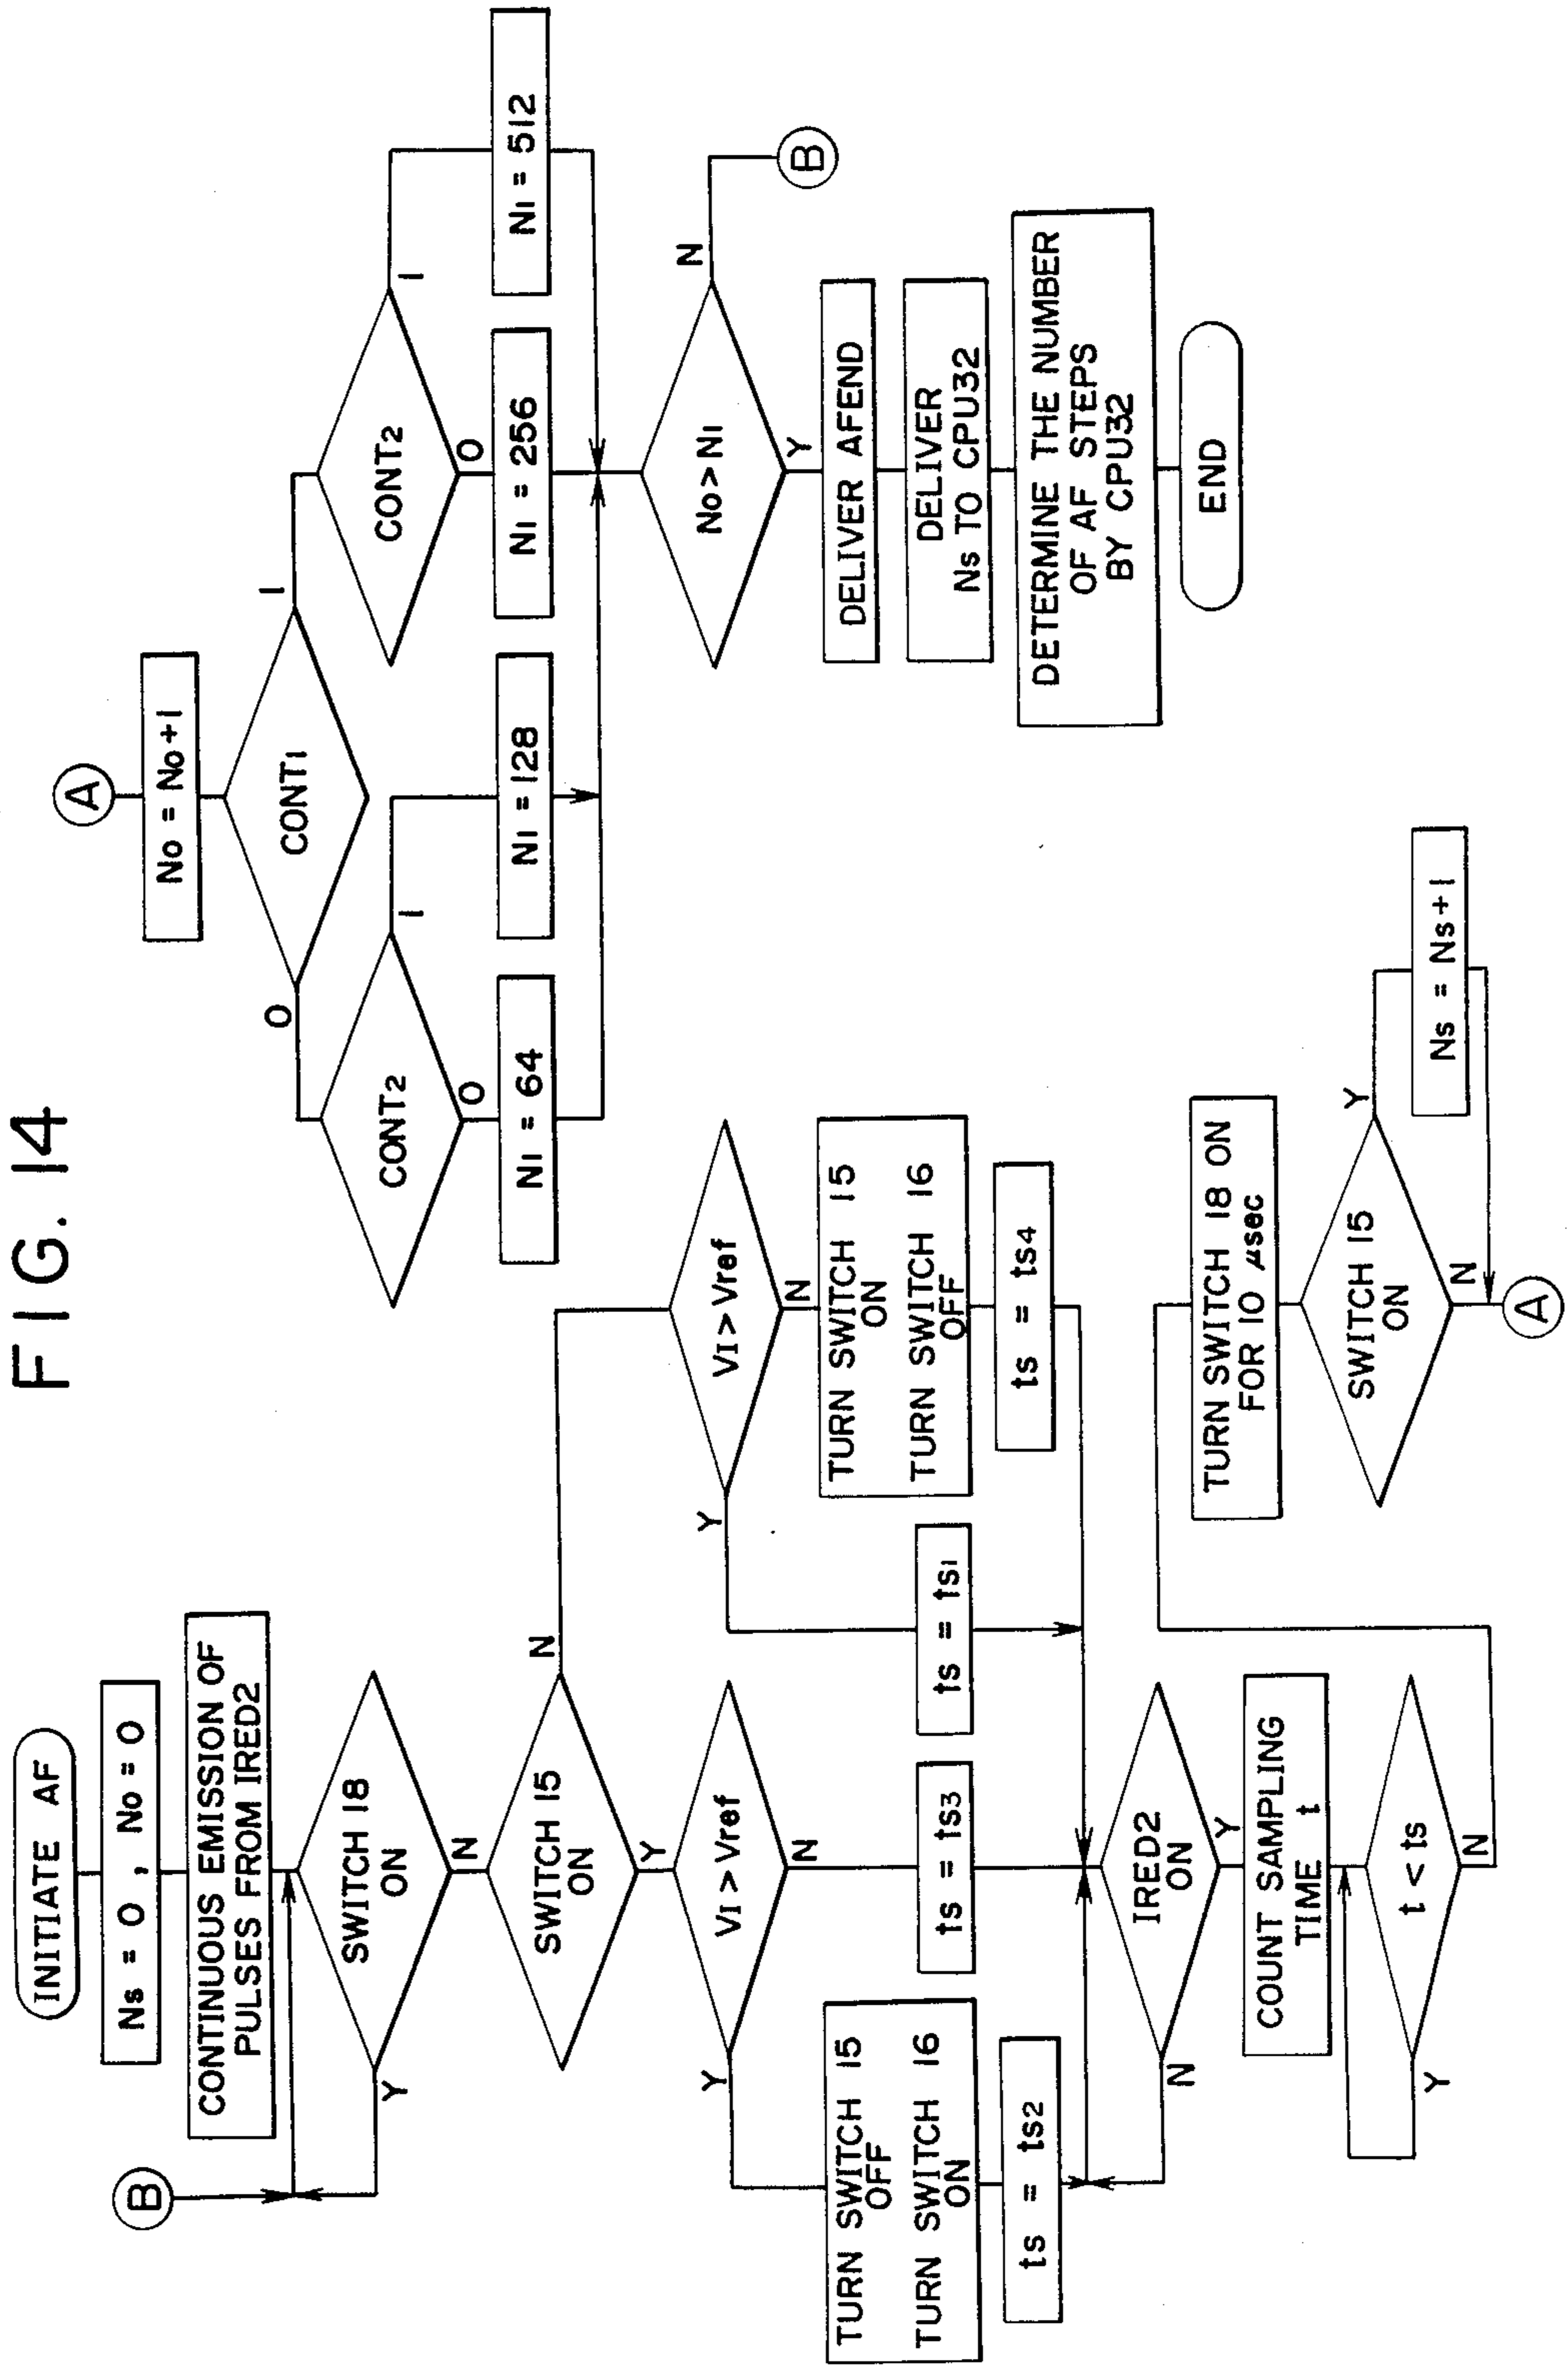 FIG. 14
INITIATE AF
Ns = 0 , No = 0
CONTINUOUS EMISSION OF
PULSES FROM IRED2
B
SWITCH 18
ON
Y
N
SWITCH 15
ON
N
Y
VI > Vref
Y
N
TURN SWITCH 15
OFF
TURN SWITCH 16
ON
ts = ts2
ts = ts3
VI > Vref
Y
N
ts = ts1
TURN SWITCH 15
ON
TURN SWITCH 16
OFF
ts = ts4
IRED2
ON
N
Y
COUNT SAMPLING
TIME t
t < ts
Y
N
TURN SWITCH 18 ON
FOR 10 μsec
SWITCH 15
ON
Y
N
Ns = Ns+1
A
A
No = No+1
CONT1
0
1
CONT2
1
0
N1 = 64
N1 = 128
CONT2
1
0
N1 = 256
N1 = 512
No > N1
N
Y
B
DELIVER AFEND
DELIVER
Ns TO CPU32
DETERMINE THE NUMBER
OF AF STEPS
BY CPU32
END